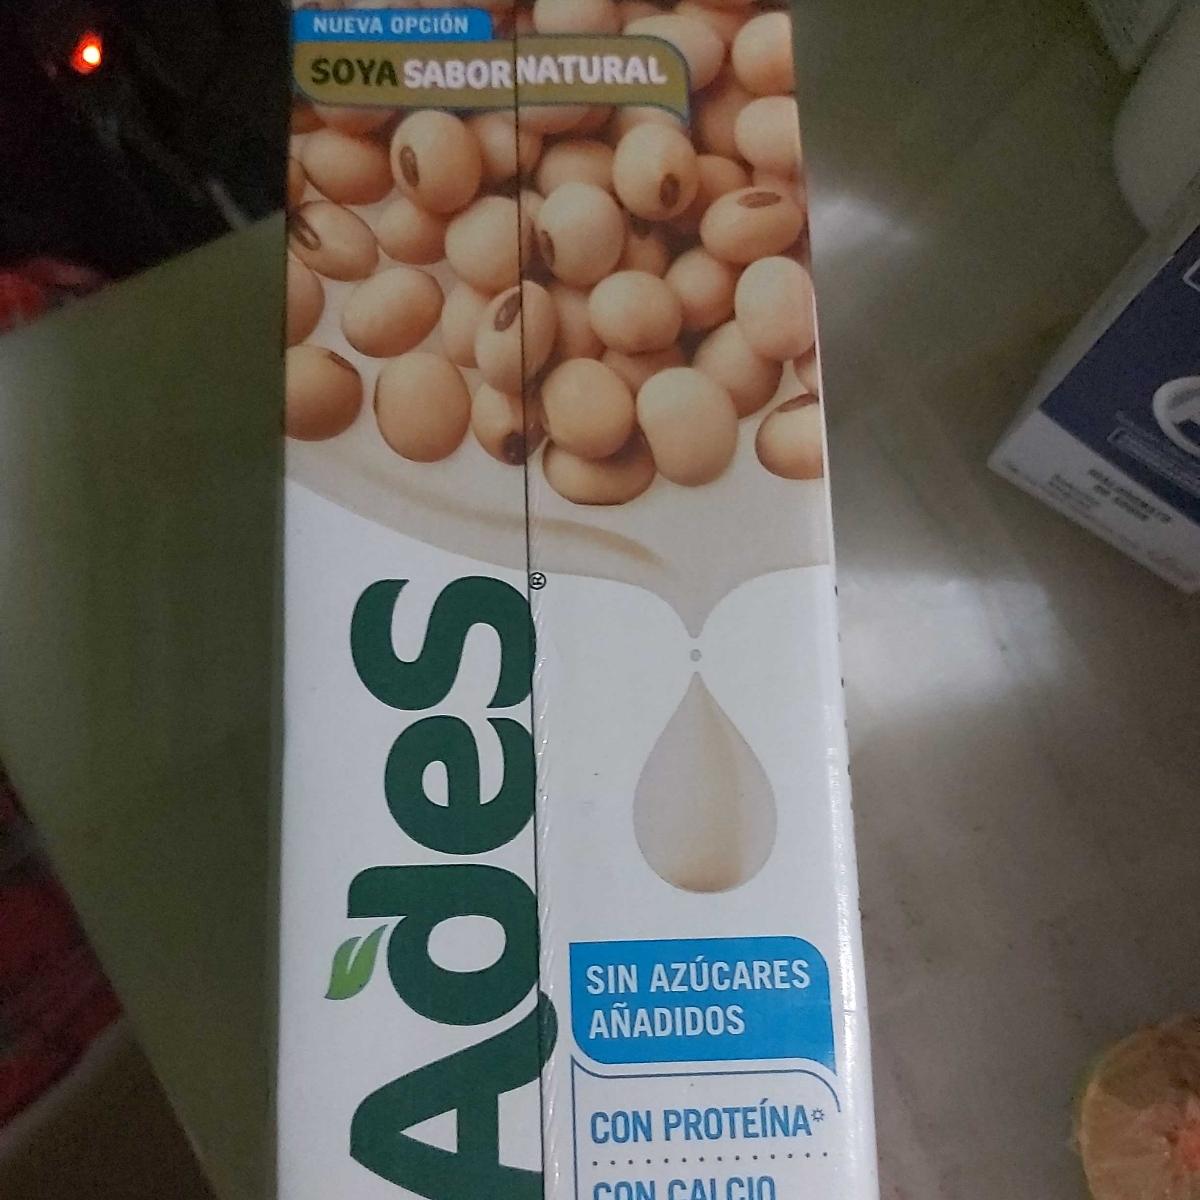 NUEVA OPCIÓN
SOYA SABOR NATURAL
Ades®
SIN AZÚCARES
AÑADIDOS
CON PROTEÍNA*
CON CALCIO